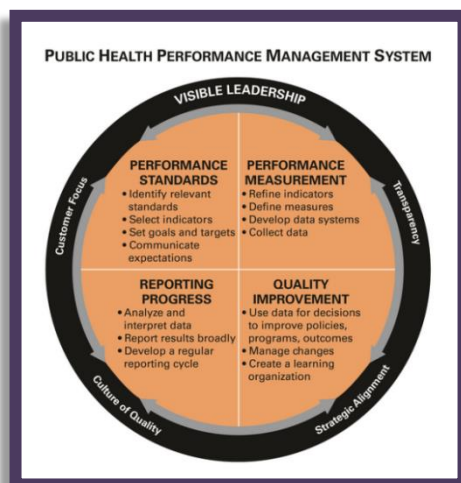 PUBLIC HEALTH PERFORMANCE MANAGEMENT SYSTEM
VISIBLE LEADERSHIP
Customer Focus
Transparency
PERFORMANCE
STANDARDS
• Identify relevant
standards
• Select indicators
• Set goals and targets
• Communicate
expectations
PERFORMANCE
MEASUREMENT
• Refine indicators
• Define measures
• Develop data systems
• Collect data
REPORTING
PROGRESS
• Analyze and
interpret data
• Report results broadly
• Develop a regular
reporting cycle
QUALITY
IMPROVEMENT
• Use data for decisions
to improve policies,
programs, outcomes
• Manage changes
• Create a learning
organization
Culture of Quality
Strategic Alignment